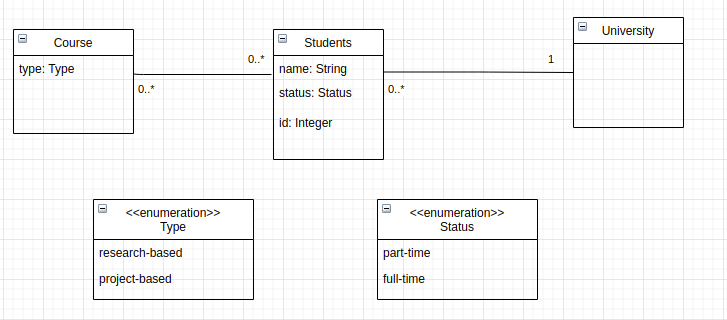 Course
type: Type
0..*
0..*
Students
name: String
status: Status
id: Integer
0..*
1
University
<<enumeration>>
Type
research-based
project-based
<<enumeration>>
Status
part-time
full-time